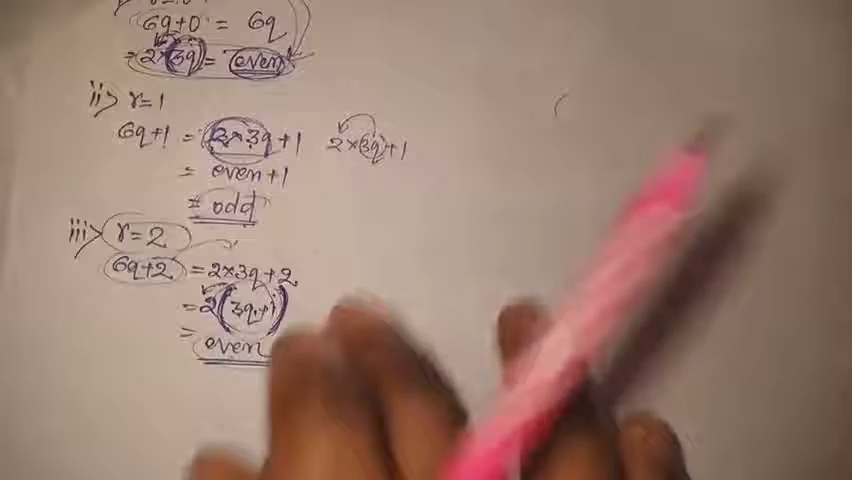 6q+0 = 6q
= 2×3q = even
ii> r=1
6q+1 = 2×3q+1 2×3q+1
= even+1
= odd
iii> r=2
6q+2 = 2×3q+2
= 2(3q+1)
= even